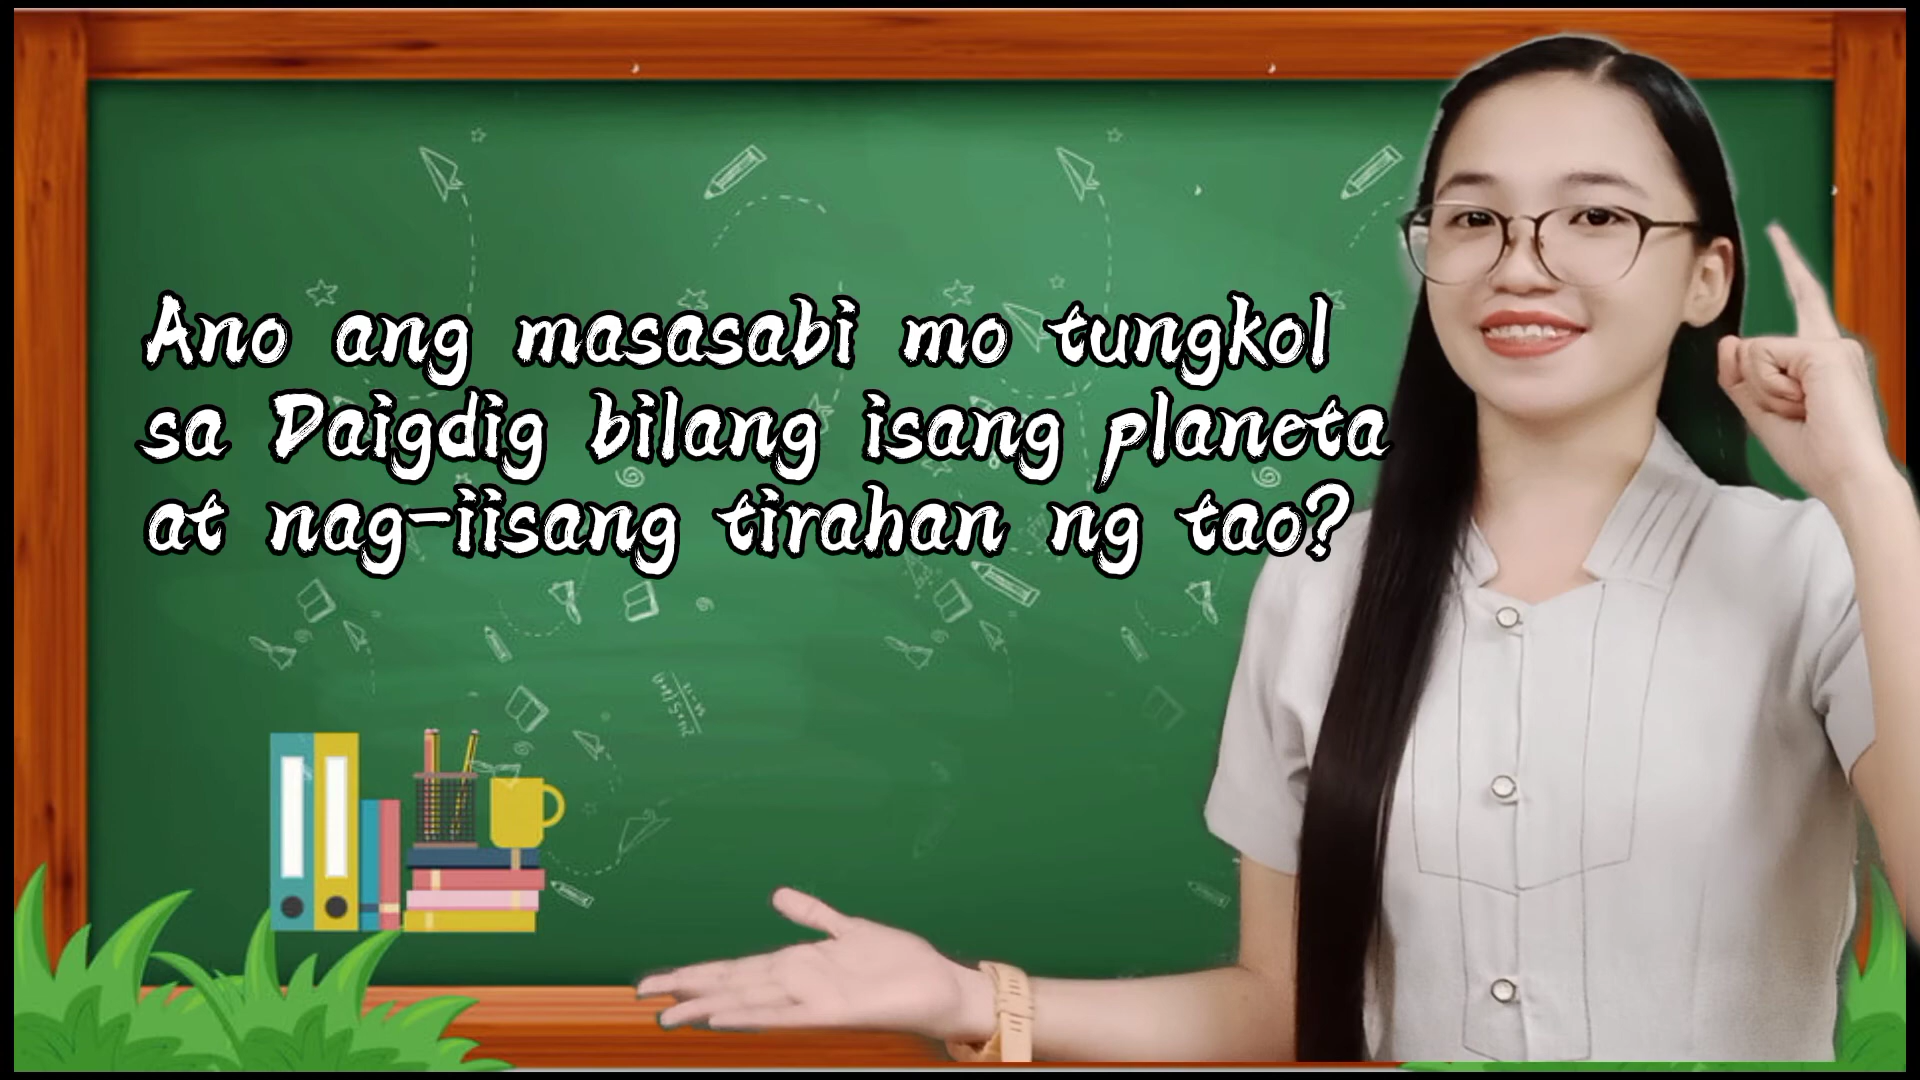 Ano ang masasabi mo tungkol
sa Daigdig bilang isang planeta
at nag-iisang tirahan ng tao?